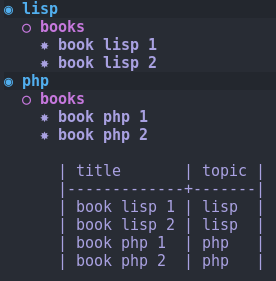 ◉ lisp
○ books
✸ book lisp 1
✸ book lisp 2
◉ php
○ books
✸ book php 1
✸ book php 2
| title       | topic |
|-------------+-------|
| book lisp 1 | lisp  |
| book lisp 2 | lisp  |
| book php 1  | php   |
| book php 2  | php   |